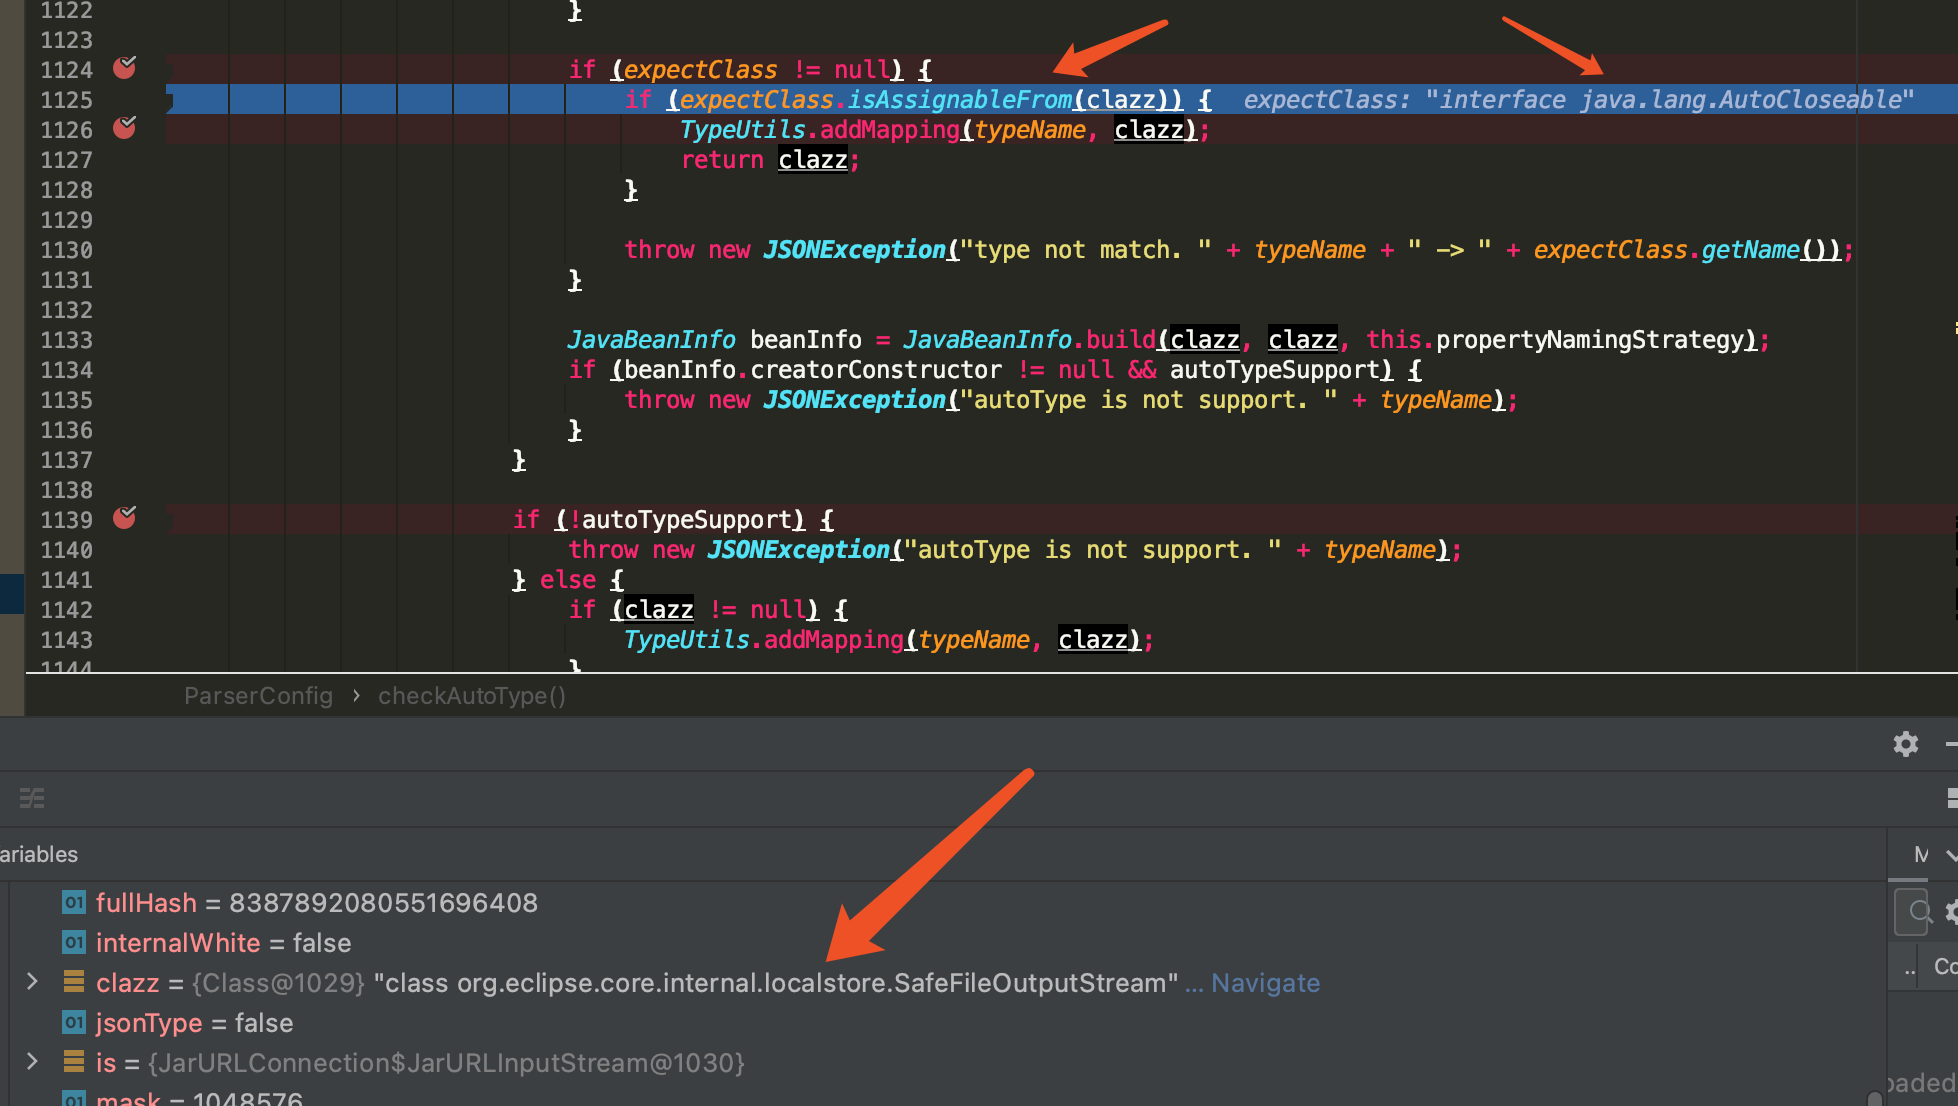 1122 }
1123
1124 if (expectClass != null) {
1125 if (expectClass.isAssignableFrom(clazz)) { expectClass: "interface java.lang.AutoCloseable"
1126 TypeUtils.addMapping(typeName, clazz);
1127 return clazz;
1128 }
1129
1130 throw new JSONException("type not match. " + typeName + " -> " + expectClass.getName());
1131 }
1132
1133 JavaBeanInfo beanInfo = JavaBeanInfo.build(clazz, clazz, this.propertyNamingStrategy);
1134 if (beanInfo.creatorConstructor != null && autoTypeSupport) {
1135 throw new JSONException("autoType is not support. " + typeName);
1136 }
1137 }
1138
1139 if (!autoTypeSupport) {
1140 throw new JSONException("autoType is not support. " + typeName);
1141 } else {
1142 if (clazz != null) {
1143 TypeUtils.addMapping(typeName, clazz);
1144 }
ParserConfig › checkAutoType()
ariables
M
01 fullHash = 8387892080551696408
01 internalWhite = false
clazz = {Class@1029} "class org.eclipse.core.internal.localstore.SafeFileOutputStream" ... Navigate
.. Co
01 jsonType = false
is = {JarURLConnection$JarURLInputStream@1030}
oaded
01 mask = 1048576